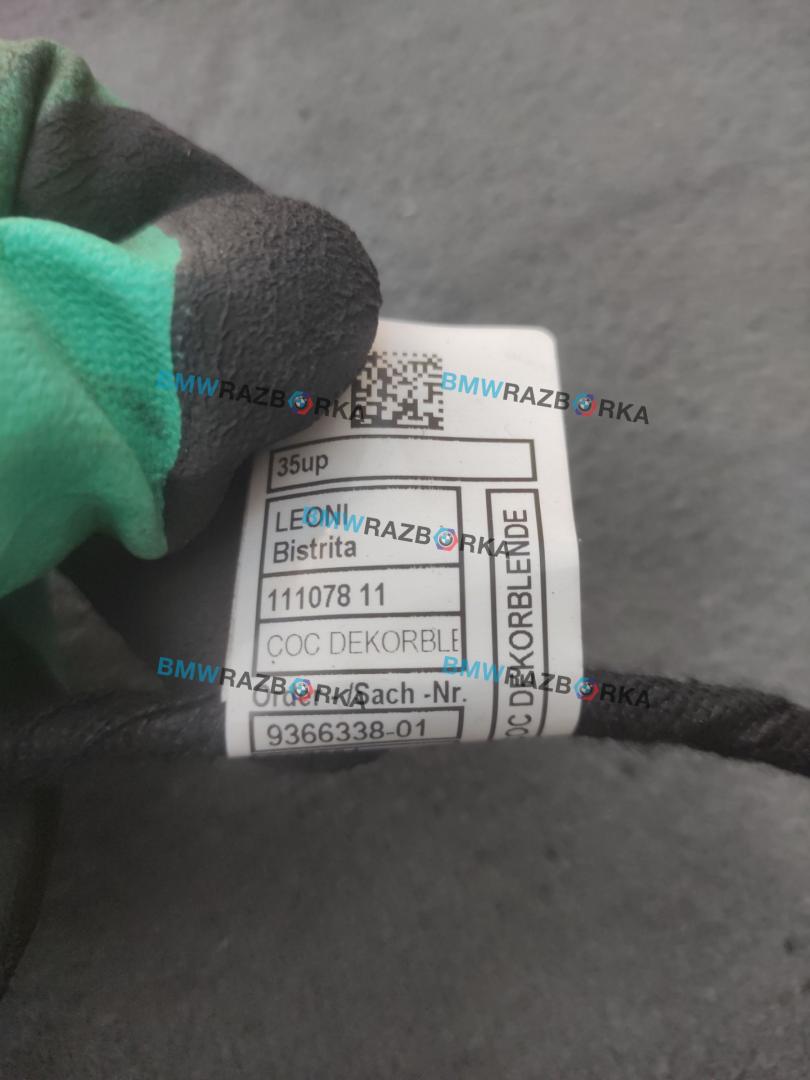 BMWRAZBORKA
BMWRAZBORKA
35up
LEONI
Bistrita
BMWRAZBORKA
111078 11
COC DEKORBLE
BMWRAZBORKA
BMWRAZBORKA
Order -/Sach -Nr.
9366338-01
COC DEKORBLENDE